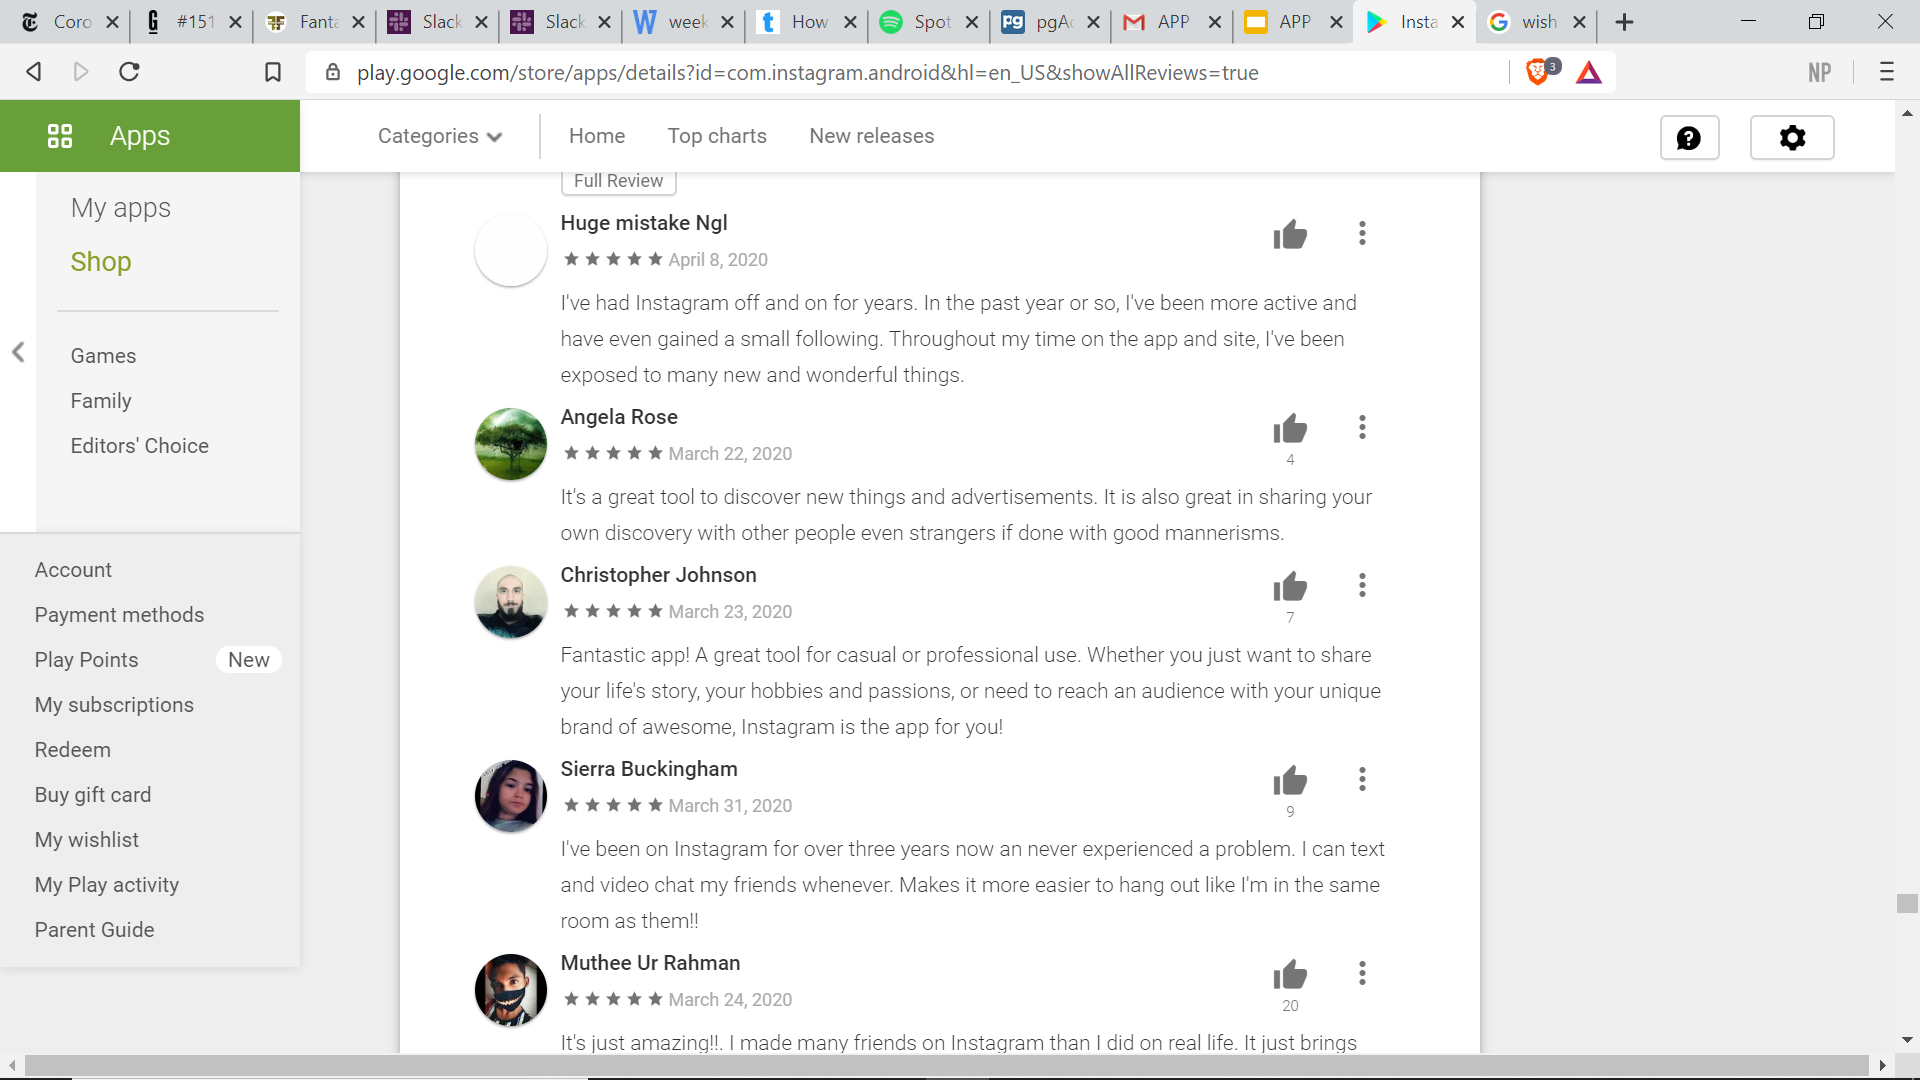 Coro
#151
Fanta
Slack
Slack
week
How
Spot
pgAd
APP
APP
Insta
wish
play.google.com/store/apps/details?id=com.instagram.android&hl=en_US&showAllReviews=true
3
NP
Apps
Categories
Home
Top charts
New releases
My apps
Shop
Games
Family
Editors' Choice
Account
Payment methods
Play Points New
My subscriptions
Redeem
Buy gift card
My wishlist
My Play activity
Parent Guide
Full Review
Huge mistake Ngl
April 8, 2020
I've had Instagram off and on for years. In the past year or so, I've been more active and
have even gained a small following. Throughout my time on the app and site, I've been
exposed to many new and wonderful things.
Angela Rose
March 22, 2020
4
It's a great tool to discover new things and advertisements. It is also great in sharing your
own discovery with other people even strangers if done with good mannerisms.
Christopher Johnson
March 23, 2020
7
Fantastic app! A great tool for casual or professional use. Whether you just want to share
your life's story, your hobbies and passions, or need to reach an audience with your unique
brand of awesome, Instagram is the app for you!
Sierra Buckingham
March 31, 2020
9
I've been on Instagram for over three years now an never experienced a problem. I can text
and video chat my friends whenever. Makes it more easier to hang out like I'm in the same
room as them!!
Muthee Ur Rahman
March 24, 2020
20
It's just amazing!!. I made many friends on Instagram than I did on real life. It just brings